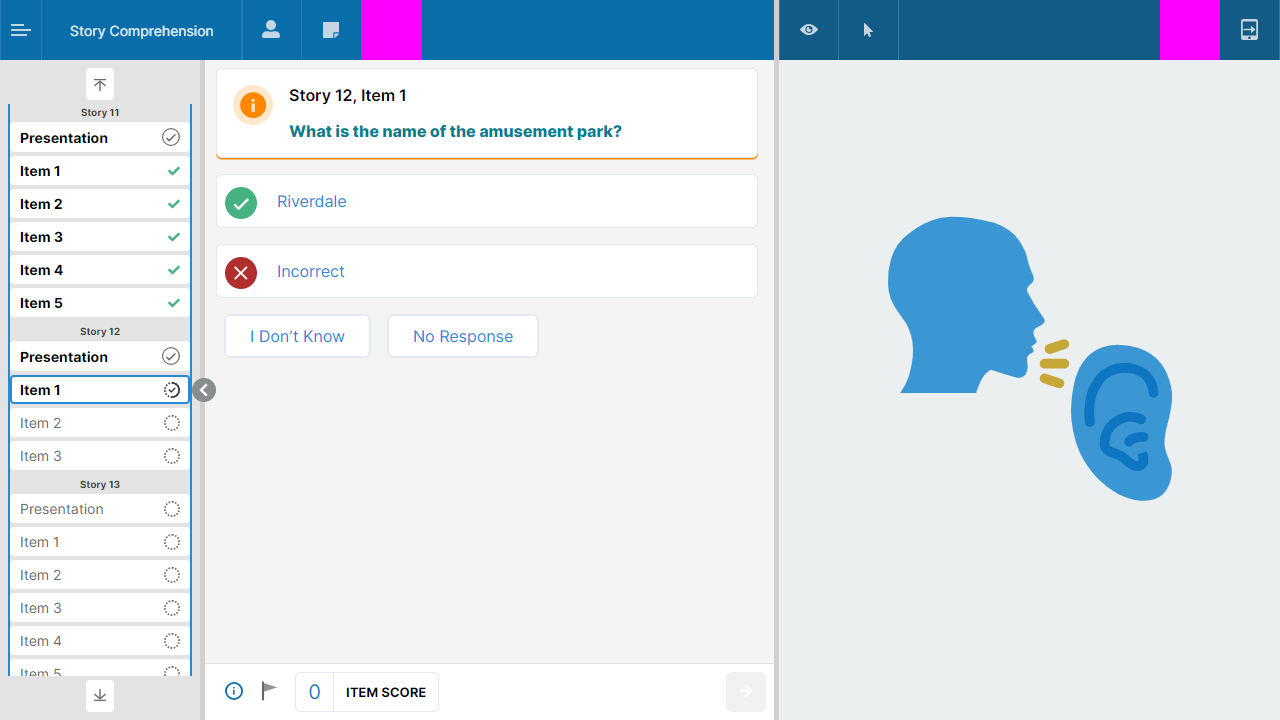 Story Comprehension
Story 11
Presentation
Item 1
Item 2
Item 3
Item 4
Item 5
Story 12
Presentation
Item 1
Item 2
Item 3
Story 13
Presentation
Item 1
Item 2
Item 3
Item 4
Item 5
Story 12, Item 1
What is the name of the amusement park?
Riverdale
Incorrect
I Don’t Know
No Response
0 ITEM SCORE